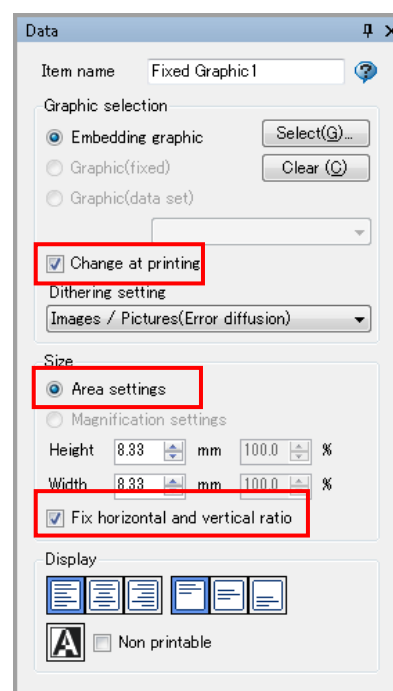 Data
Item name Fixed Graphic1
Graphic selection
Embedding graphic Select(G)...
Graphic(fixed) Clear (C)
Graphic(data set)
Change at printing
Dithering setting
Images / Pictures(Error diffusion)
Size
Area settings
Magnification settings
Height 8.33 mm 100.0 %
Width 8.33 mm 100.0 %
Fix horizontal and vertical ratio
Display
A Non printable